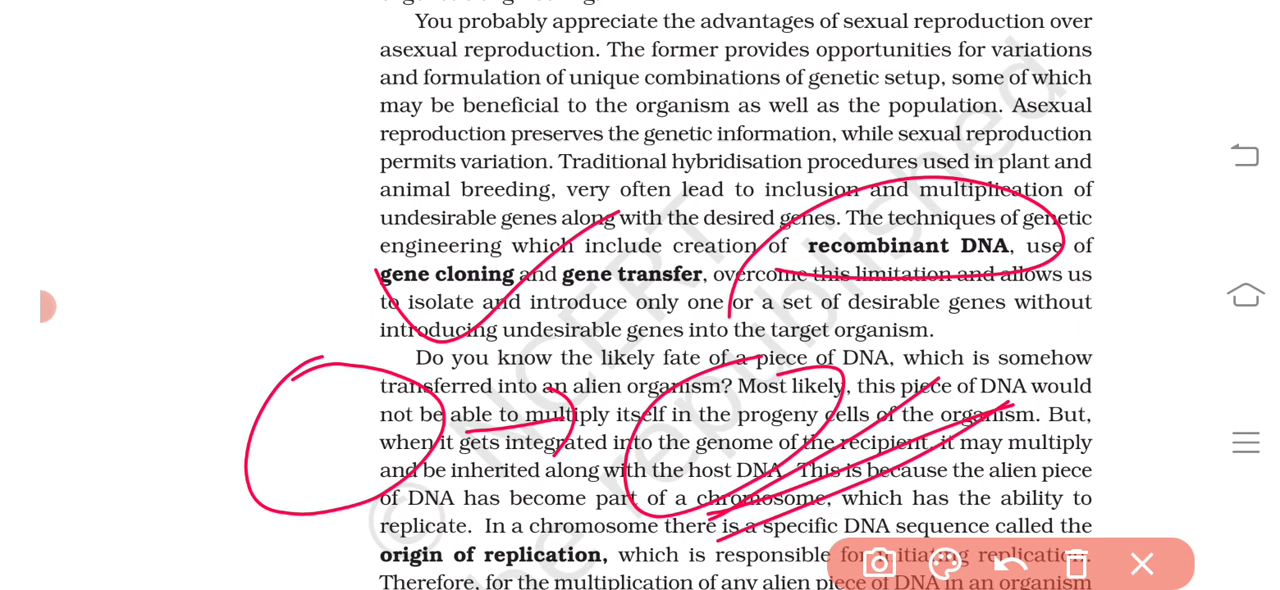 You probably appreciate the advantages of sexual reproduction over
asexual reproduction. The former provides opportunities for variations
and formulation of unique combinations of genetic setup, some of which
may be beneficial to the organism as well as the population. Asexual
reproduction preserves the genetic information, while sexual reproduction
permits variation. Traditional hybridisation procedures used in plant and
animal breeding, very often lead to inclusion and multiplication of
undesirable genes along with the desired genes. The techniques of genetic
engineering which include creation of recombinant DNA, use of
gene cloning and gene transfer, overcome this limitation and allows us
to isolate and introduce only one or a set of desirable genes without
introducing undesirable genes into the target organism.
Do you know the likely fate of a piece of DNA, which is somehow
transferred into an alien organism? Most likely, this piece of DNA would
not be able to multiply itself in the progeny cells of the organism. But,
when it gets integrated into the genome of the recipient, it may multiply
and be inherited along with the host DNA. This is because the alien piece
of DNA has become part of a chromosome, which has the ability to
replicate. In a chromosome there is a specific DNA sequence called the
origin of replication, which is responsible for initiating replication.
Therefore, for the multiplication of any alien piece of DNA in an organism
© NCERT
be republished